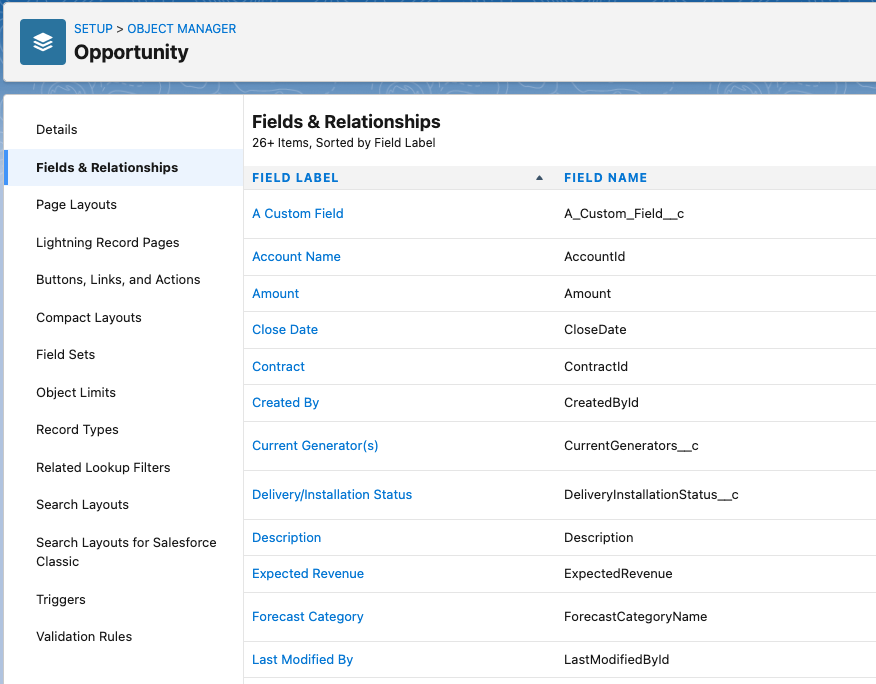 SETUP > OBJECT MANAGER
Opportunity
Details
Fields & Relationships
Page Layouts
Lightning Record Pages
Buttons, Links, and Actions
Compact Layouts
Field Sets
Object Limits
Record Types
Related Lookup Filters
Search Layouts
Search Layouts for Salesforce
Classic
Triggers
Validation Rules
Fields & Relationships
26+ Items, Sorted by Field Label
FIELD LABEL FIELD NAME
A Custom Field A_Custom_Field__c
Account Name AccountId
Amount Amount
Close Date CloseDate
Contract ContractId
Created By CreatedById
Current Generator(s) CurrentGenerators__c
Delivery/Installation Status DeliveryInstallationStatus__c
Description Description
Expected Revenue ExpectedRevenue
Forecast Category ForecastCategoryName
Last Modified By LastModifiedById